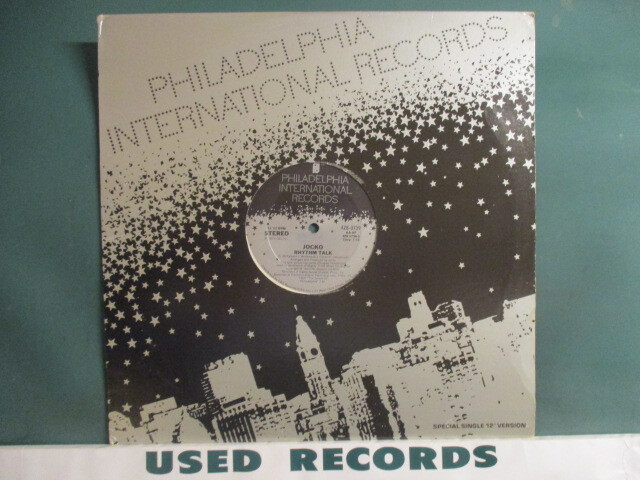 PHILADELPHIA
INTERNATIONAL RECORDS
PHILADELPHIA
INTERNATIONAL
RECORDS
STEREO
JOCKO
RHYTHM TALK
SPECIAL SINGLE 12" VERSION
USED RECORDS